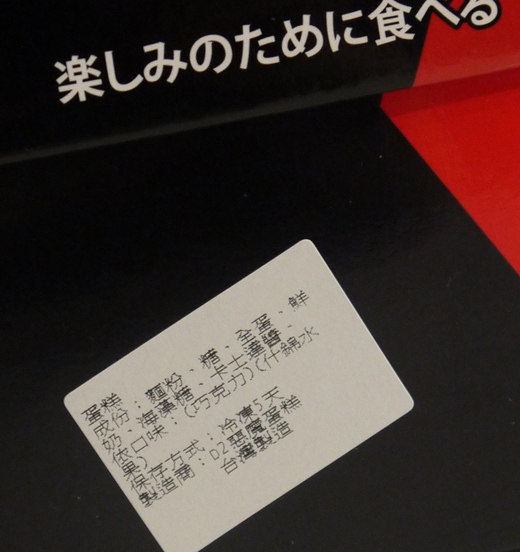 楽しみのために食べる
蛋糕
成份：麵粉、糖、全蛋、鮮
奶、海藻糖、卡士達醬、
依口味：(巧克力)(什錦水
果)
保存方式：冷凍5天
製造商：D2惡魔蛋糕
台灣製造